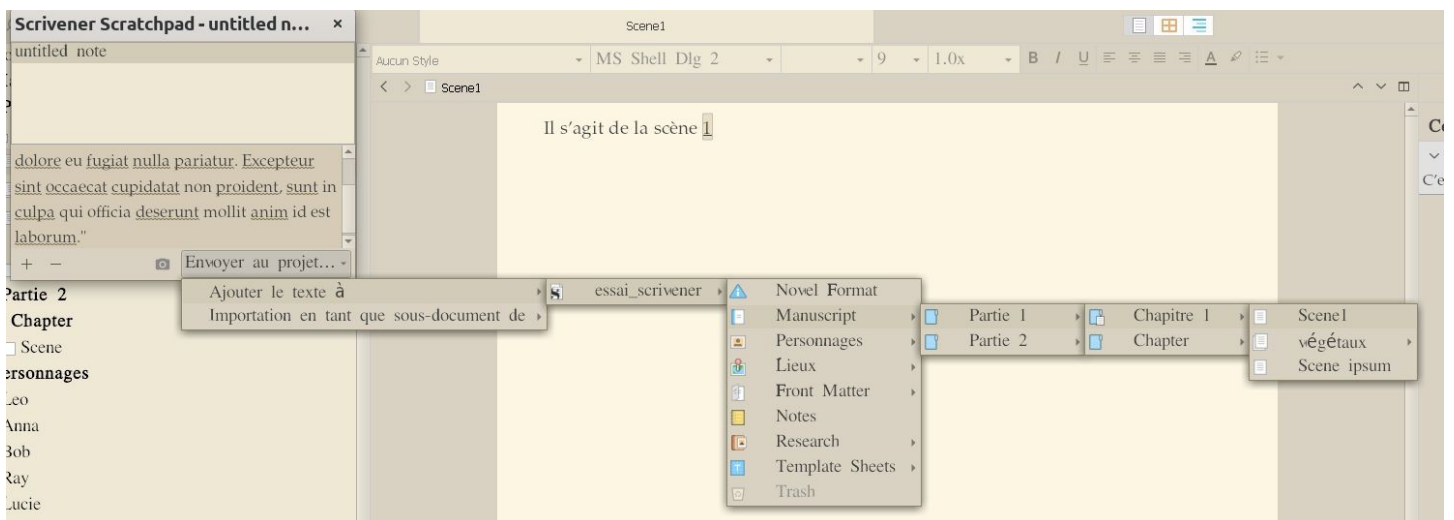 Scrivener Scratchpad - untitled n... ×
untitled note
dolore eu fugiat nulla pariatur. Excepteur
sint occaecat cupidatat non proident, sunt in
culpa qui officia deserunt mollit anim id est
laborum."
+ − Envoyer au projet...
Scene1
Aucun Style MS Shell Dlg 2 9 1.0x B I U A
Scene1
Il s'agit de la scène 1
C'e
Ajouter le texte à
Importation en tant que sous-document de
essai_scrivener
Novel Format
Manuscript
Personnages
Lieux
Front Matter
Notes
Research
Template Sheets
Trash
Partie 1
Partie 2
Chapitre 1
Chapter
Scene1
végétaux
Scene ipsum
Partie 2
Chapter
Scene
ersonnages
Leo
Anna
Bob
Ray
Lucie